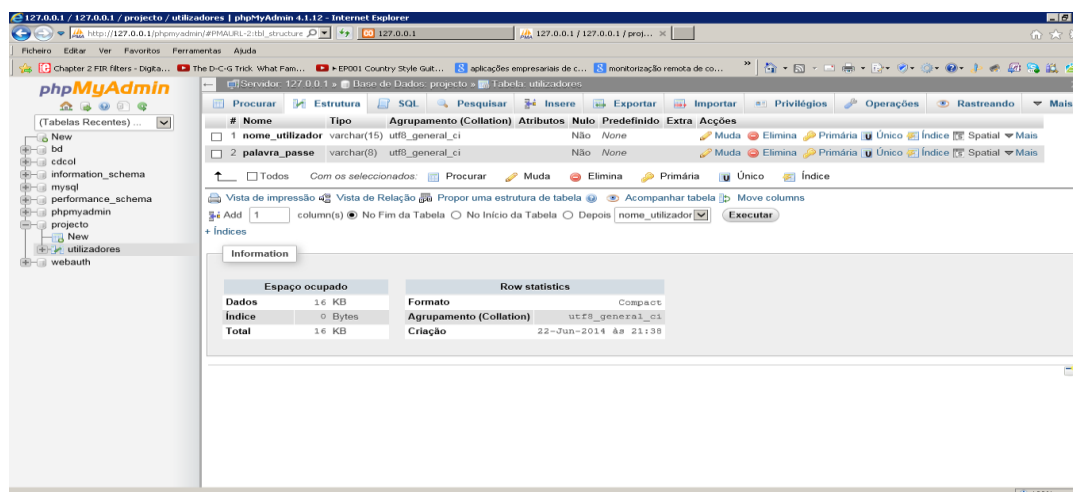 127.0.0.1 / 127.0.0.1 / projecto / utilizadores | phpMyAdmin 4.1.12 - Internet Explorer
http://127.0.0.1/phpmyadmin/#PMAURL-2:tbl_structure
127.0.0.1
127.0.0.1 / 127.0.0.1 / proj...
Ficheiro Editar Ver Favoritos Ferramentas Ajuda
Chapter 2 FIR filters - Digita... The D-C-G Trick What Fam... ▶ EP001 Country Style Guit... aplicações empresariais de c... monitorização remota de co... »
phpMyAdmin
(Tabelas Recentes) ...
New
bd
cdcol
information_schema
mysql
performance_schema
phpmyadmin
projecto
New
utilizadores
webauth
Servidor: 127.0.0.1 » Base de Dados: projecto » Tabela: utilizadores
Procurar Estrutura SQL Pesquisar Insere Exportar Importar Privilégios Operações Rastreando Mais
# Nome Tipo Agrupamento (Collation) Atributos Nulo Predefinido Extra Acções
1 nome_utilizador varchar(15) utf8_general_ci Não None Muda Elimina Primária Único Índice Spatial Mais
2 palavra_passe varchar(8) utf8_general_ci Não None Muda Elimina Primária Único Índice Spatial Mais
Todos Com os seleccionados: Procurar Muda Elimina Primária Único Índice
Vista de impressão Vista de Relação Propor uma estrutura de tabela Acompanhar tabela Move columns
Add 1 column(s) No Fim da Tabela No Início da Tabela Depois nome_utilizador Executar
+ Índices
Information
Espaço ocupado
Dados 16 KB
Índice 0 Bytes
Total 16 KB
Row statistics
Formato Compact
Agrupamento (Collation) utf8_general_ci
Criação 22-Jun-2014 às 21:38